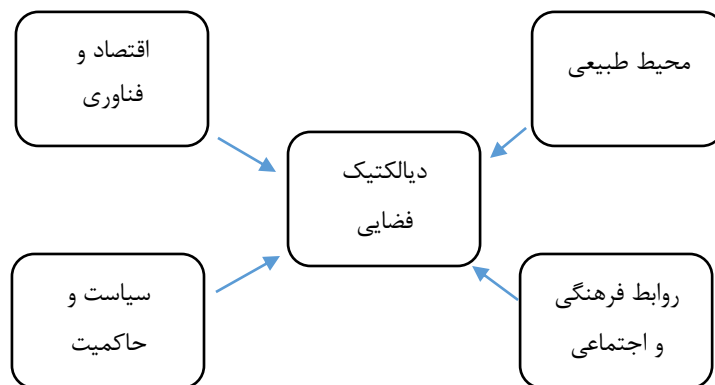 محیط طبیعی
اقتصاد و
فناوری
دیالکتیک
فضایی
روابط فرهنگی
و اجتماعی
سیاست و
حاکمیت